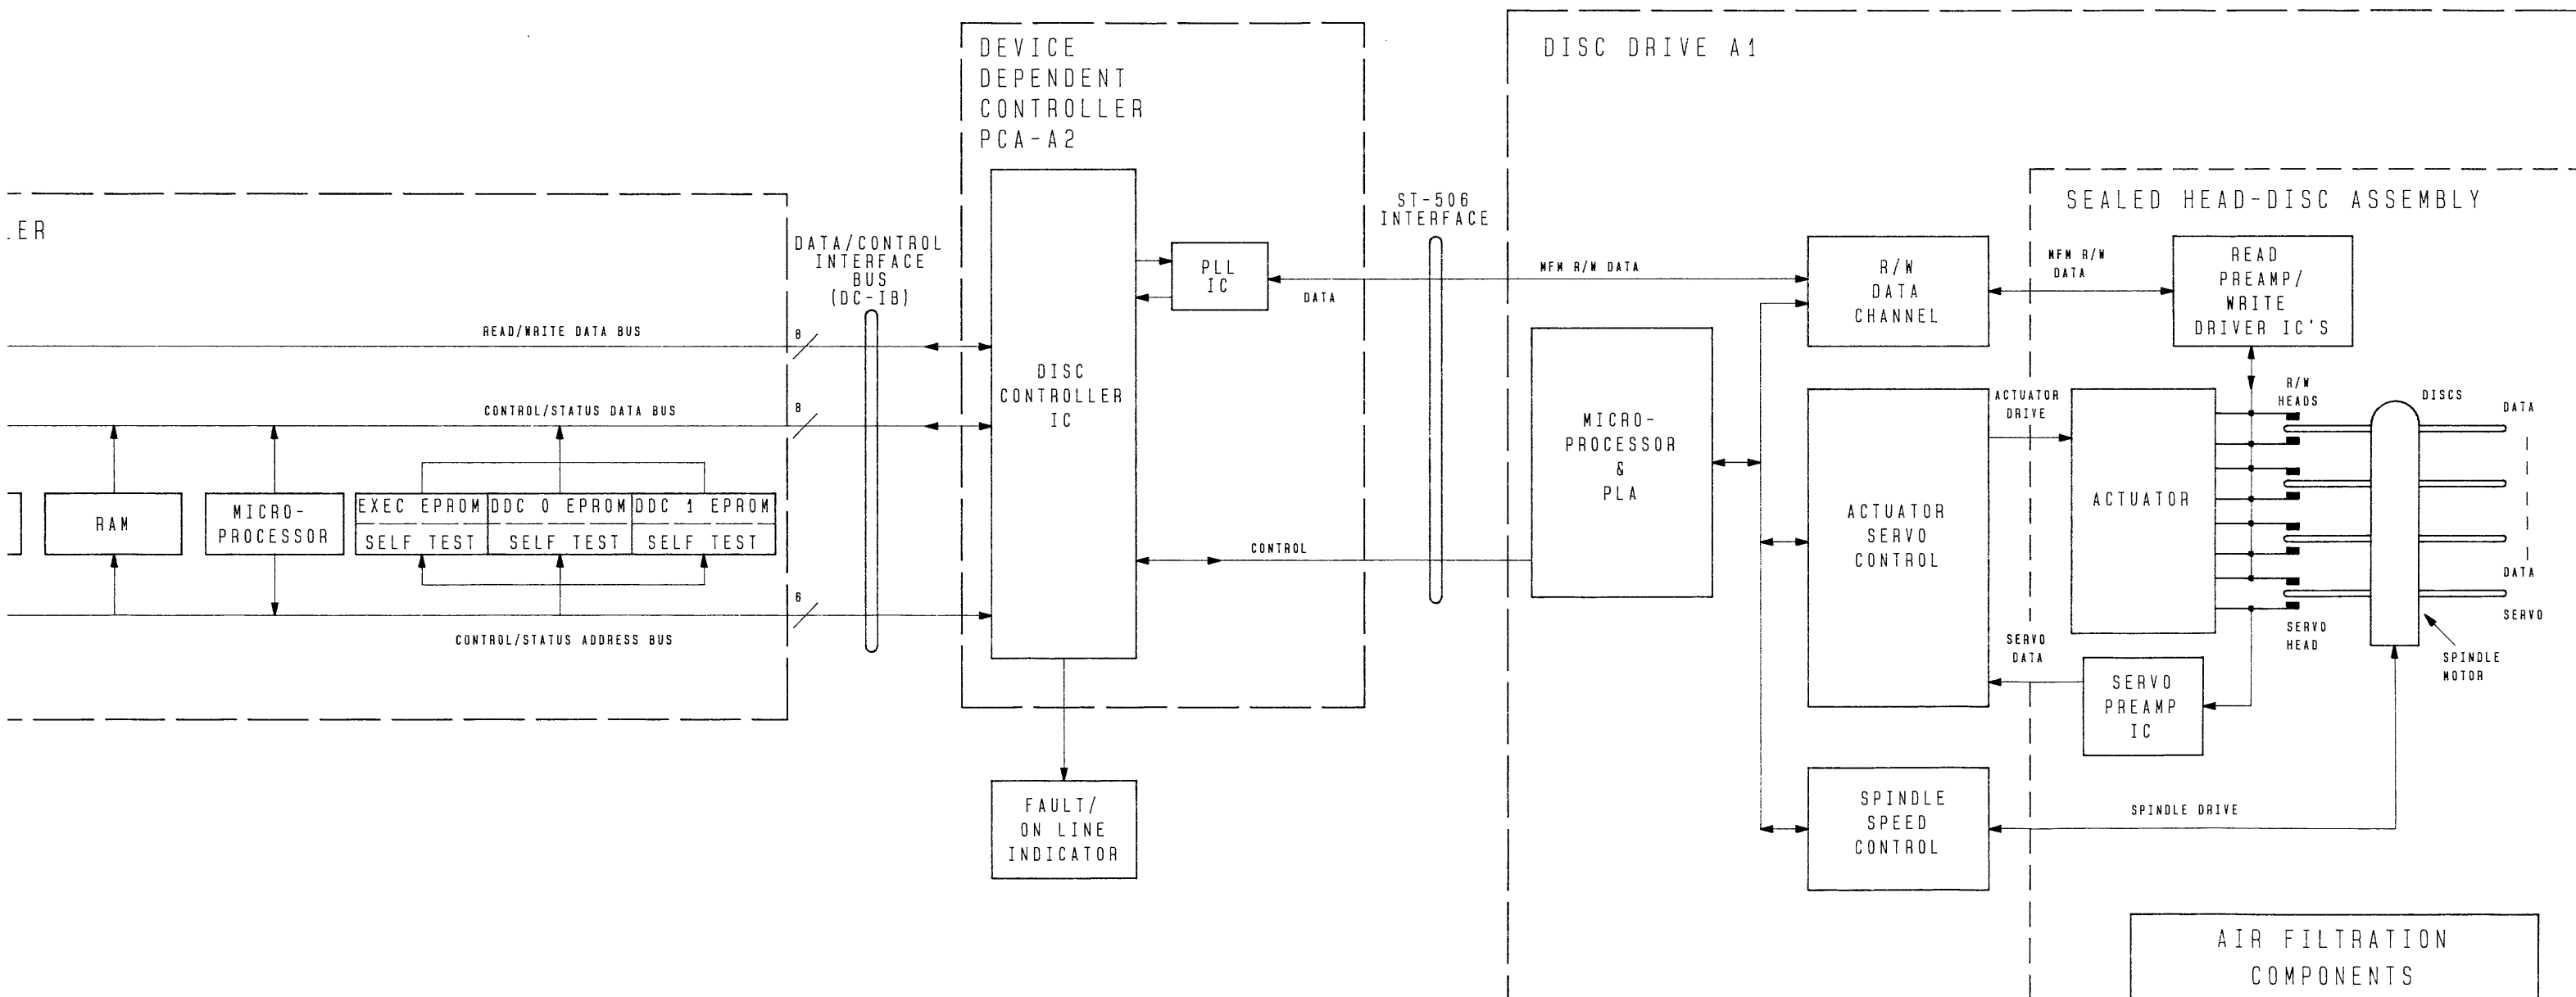 .ER
READ/WRITE DATA BUS
8
CONTROL/STATUS DATA BUS
8
RAM
MICRO-
PROCESSOR
EXEC EPROM
SELF TEST
DDC 0 EPROM
SELF TEST
DDC 1 EPROM
SELF TEST
6
CONTROL/STATUS ADDRESS BUS
DATA/CONTROL
INTERFACE
BUS
(DC-IB)
DEVICE
DEPENDENT
CONTROLLER
PCA-A2
DISC
CONTROLLER
IC
PLL
IC
DATA
CONTROL
FAULT/
ON LINE
INDICATOR
ST-506
INTERFACE
DISC DRIVE A1
MFM R/W DATA
MICRO-
PROCESSOR
&
PLA
R/W
DATA
CHANNEL
ACTUATOR
SERVO
CONTROL
SPINDLE
SPEED
CONTROL
SEALED HEAD-DISC ASSEMBLY
MFM R/W
DATA
READ
PREAMP/
WRITE
DRIVER IC'S
ACTUATOR
DRIVE
ACTUATOR
R/W
HEADS
DISCS
DATA
DATA
SERVO
SERVO
HEAD
SPINDLE
MOTOR
SERVO
DATA
SERVO
PREAMP
IC
SPINDLE DRIVE
AIR FILTRATION
COMPONENTS